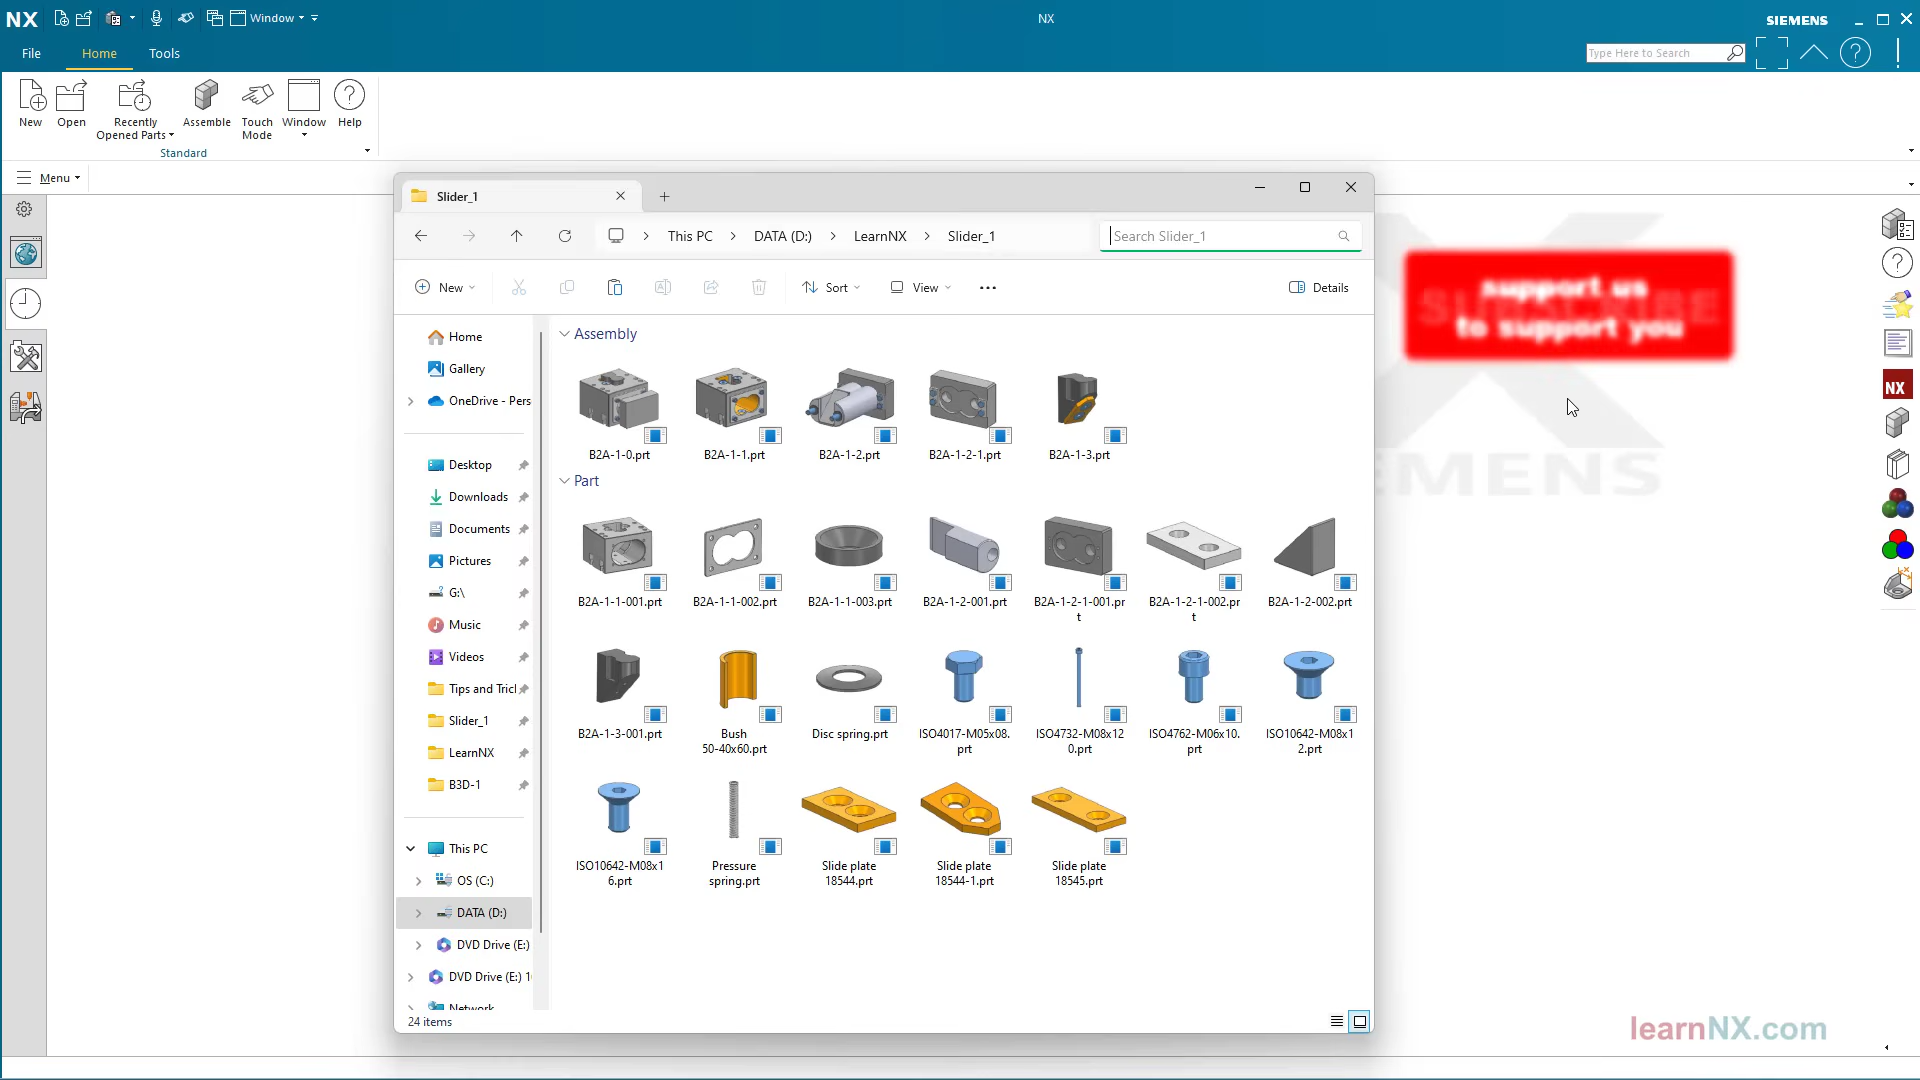 NX
Window
NX
SIEMENS
File
Home
Tools
Type Here to Search
New
Open
Recently
Opened Parts
Assemble
Touch
Mode
Window
Help
Standard
Menu
Slider_1
This PC
DATA (D:)
LearnNX
Slider_1
Search Slider_1
New
Sort
View
Details
Home
Gallery
OneDrive - Pers
Desktop
Downloads
Documents
Pictures
G:\
Music
Videos
Tips and Tricl
Slider_1
LearnNX
B3D-1
This PC
OS (C:)
DATA (D:)
DVD Drive (E:)
DVD Drive (E:) 1
Network
Assembly
B2A-1-0.prt
B2A-1-1.prt
B2A-1-2.prt
B2A-1-2-1.prt
B2A-1-3.prt
Part
B2A-1-1-001.prt
B2A-1-1-002.prt
B2A-1-1-003.prt
B2A-1-2-001.prt
B2A-1-2-1-001.pr
t
B2A-1-2-1-002.pr
t
B2A-1-2-002.prt
B2A-1-3-001.prt
Bush
50-40x60.prt
Disc spring.prt
ISO4017-M05x08.
prt
ISO4732-M08x12
0.prt
ISO4762-M06x10.
prt
ISO10642-M08x1
2.prt
ISO10642-M08x1
6.prt
Pressure
spring.prt
Slide plate
18544.prt
Slide plate
18544-1.prt
Slide plate
18545.prt
24 items
support us
SUBSCRIBE
to support you
EMENS
NX
learnNX.com